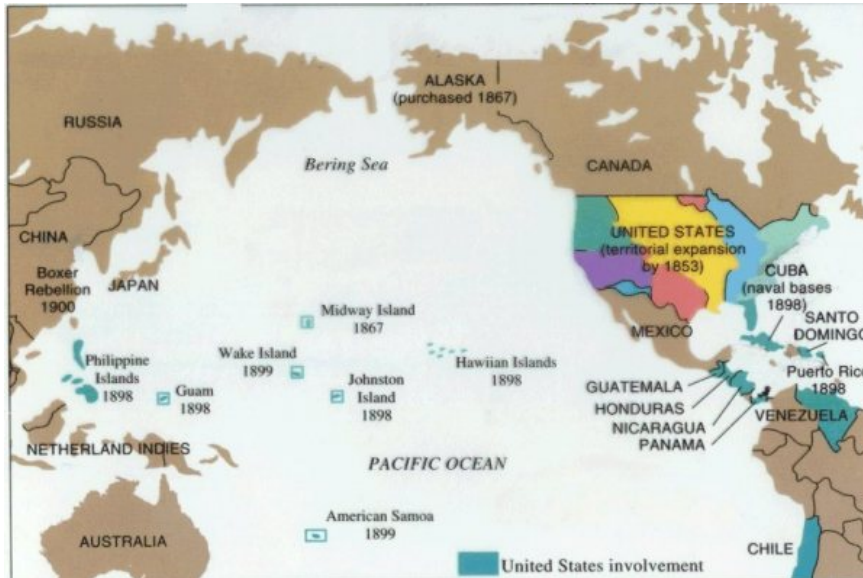 ALASKA
(purchased 1867)
RUSSIA
Bering Sea
CANADA
CHINA
UNITED STATES
(territorial expansion
by 1853)
Boxer
Rebellion
1900
JAPAN
CUBA
(naval bases
1898)
Midway Island
1867
MEXICO
SANTO
DOMINGO
Philippine
Islands
1898
Wake Island
1899
Hawiian Islands
1898
Puerto Rico
1898
Guam
1898
Johnston
Island
1898
GUATEMALA
HONDURAS
NICARAGUA
PANAMA
VENEZUELA
NETHERLAND INDIES
PACIFIC OCEAN
American Samoa
1899
AUSTRALIA
CHILE
United States involvement